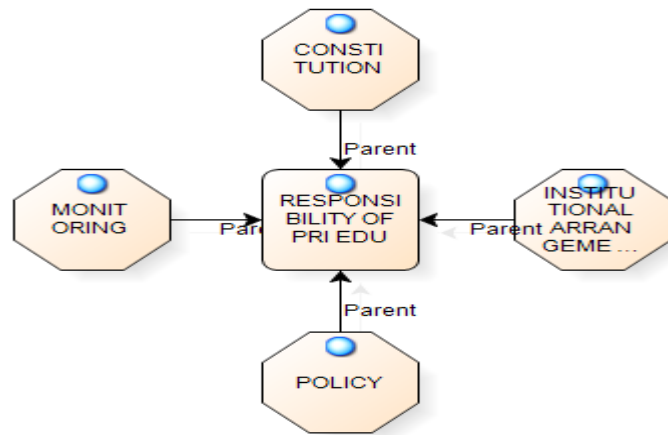 CONSTI
TUTION
Parent
MONIT
ORING
Pare
RESPONSI
BILITY OF
PRI EDU
Parent
INSTITU
TIONAL
ARRAN
GEME ...
Parent
POLICY